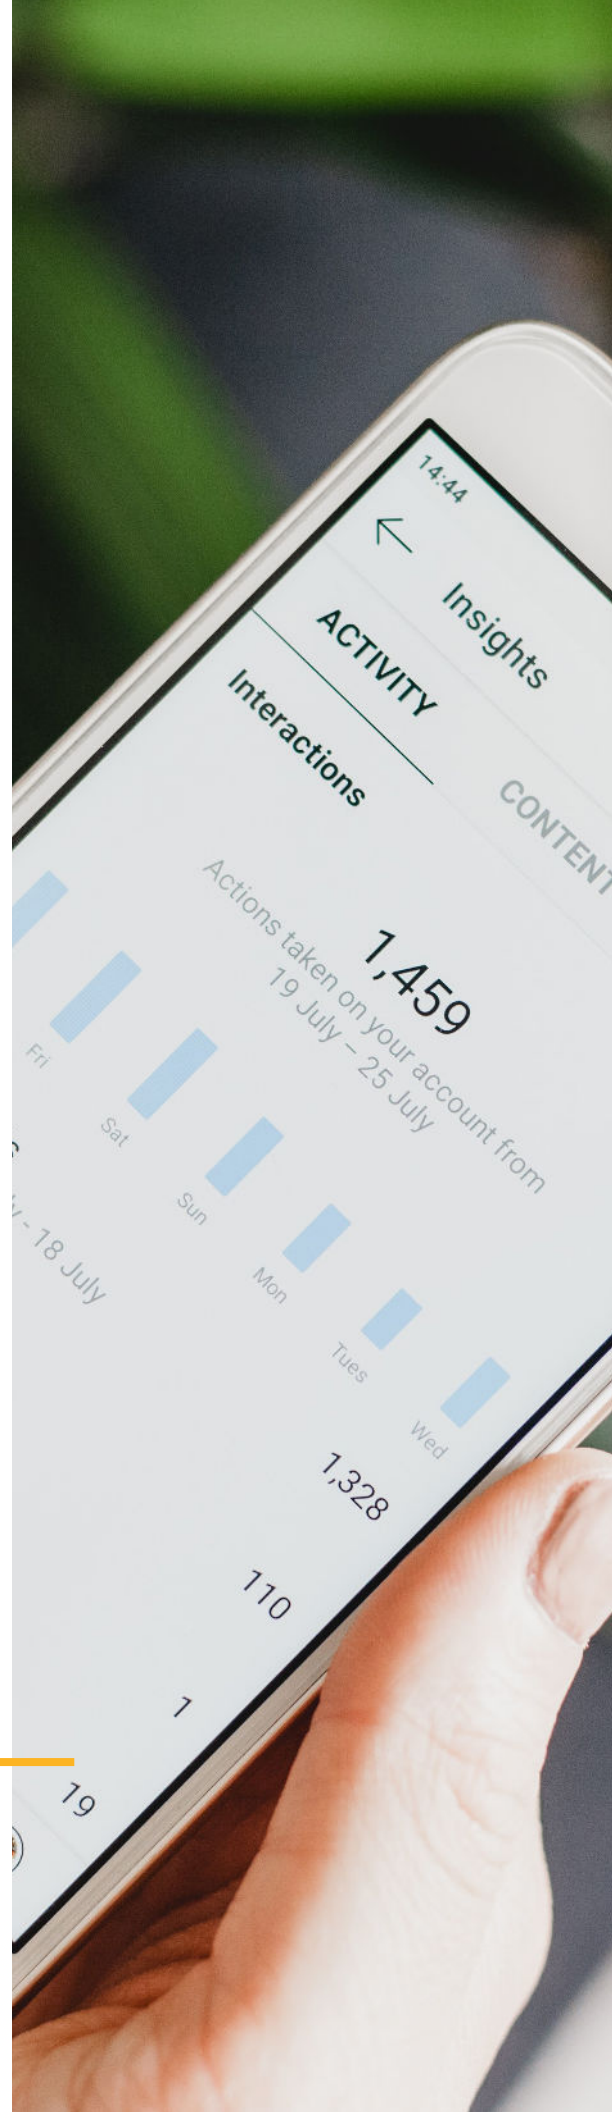 14:44
Insights
ACTIVITY
CONTENT
Interactions
1,459
Actions taken on your account from
19 July – 25 July
Fri
Sat
Sun
Mon
Tues
Wed
- 18 July
1,328
110
1
19